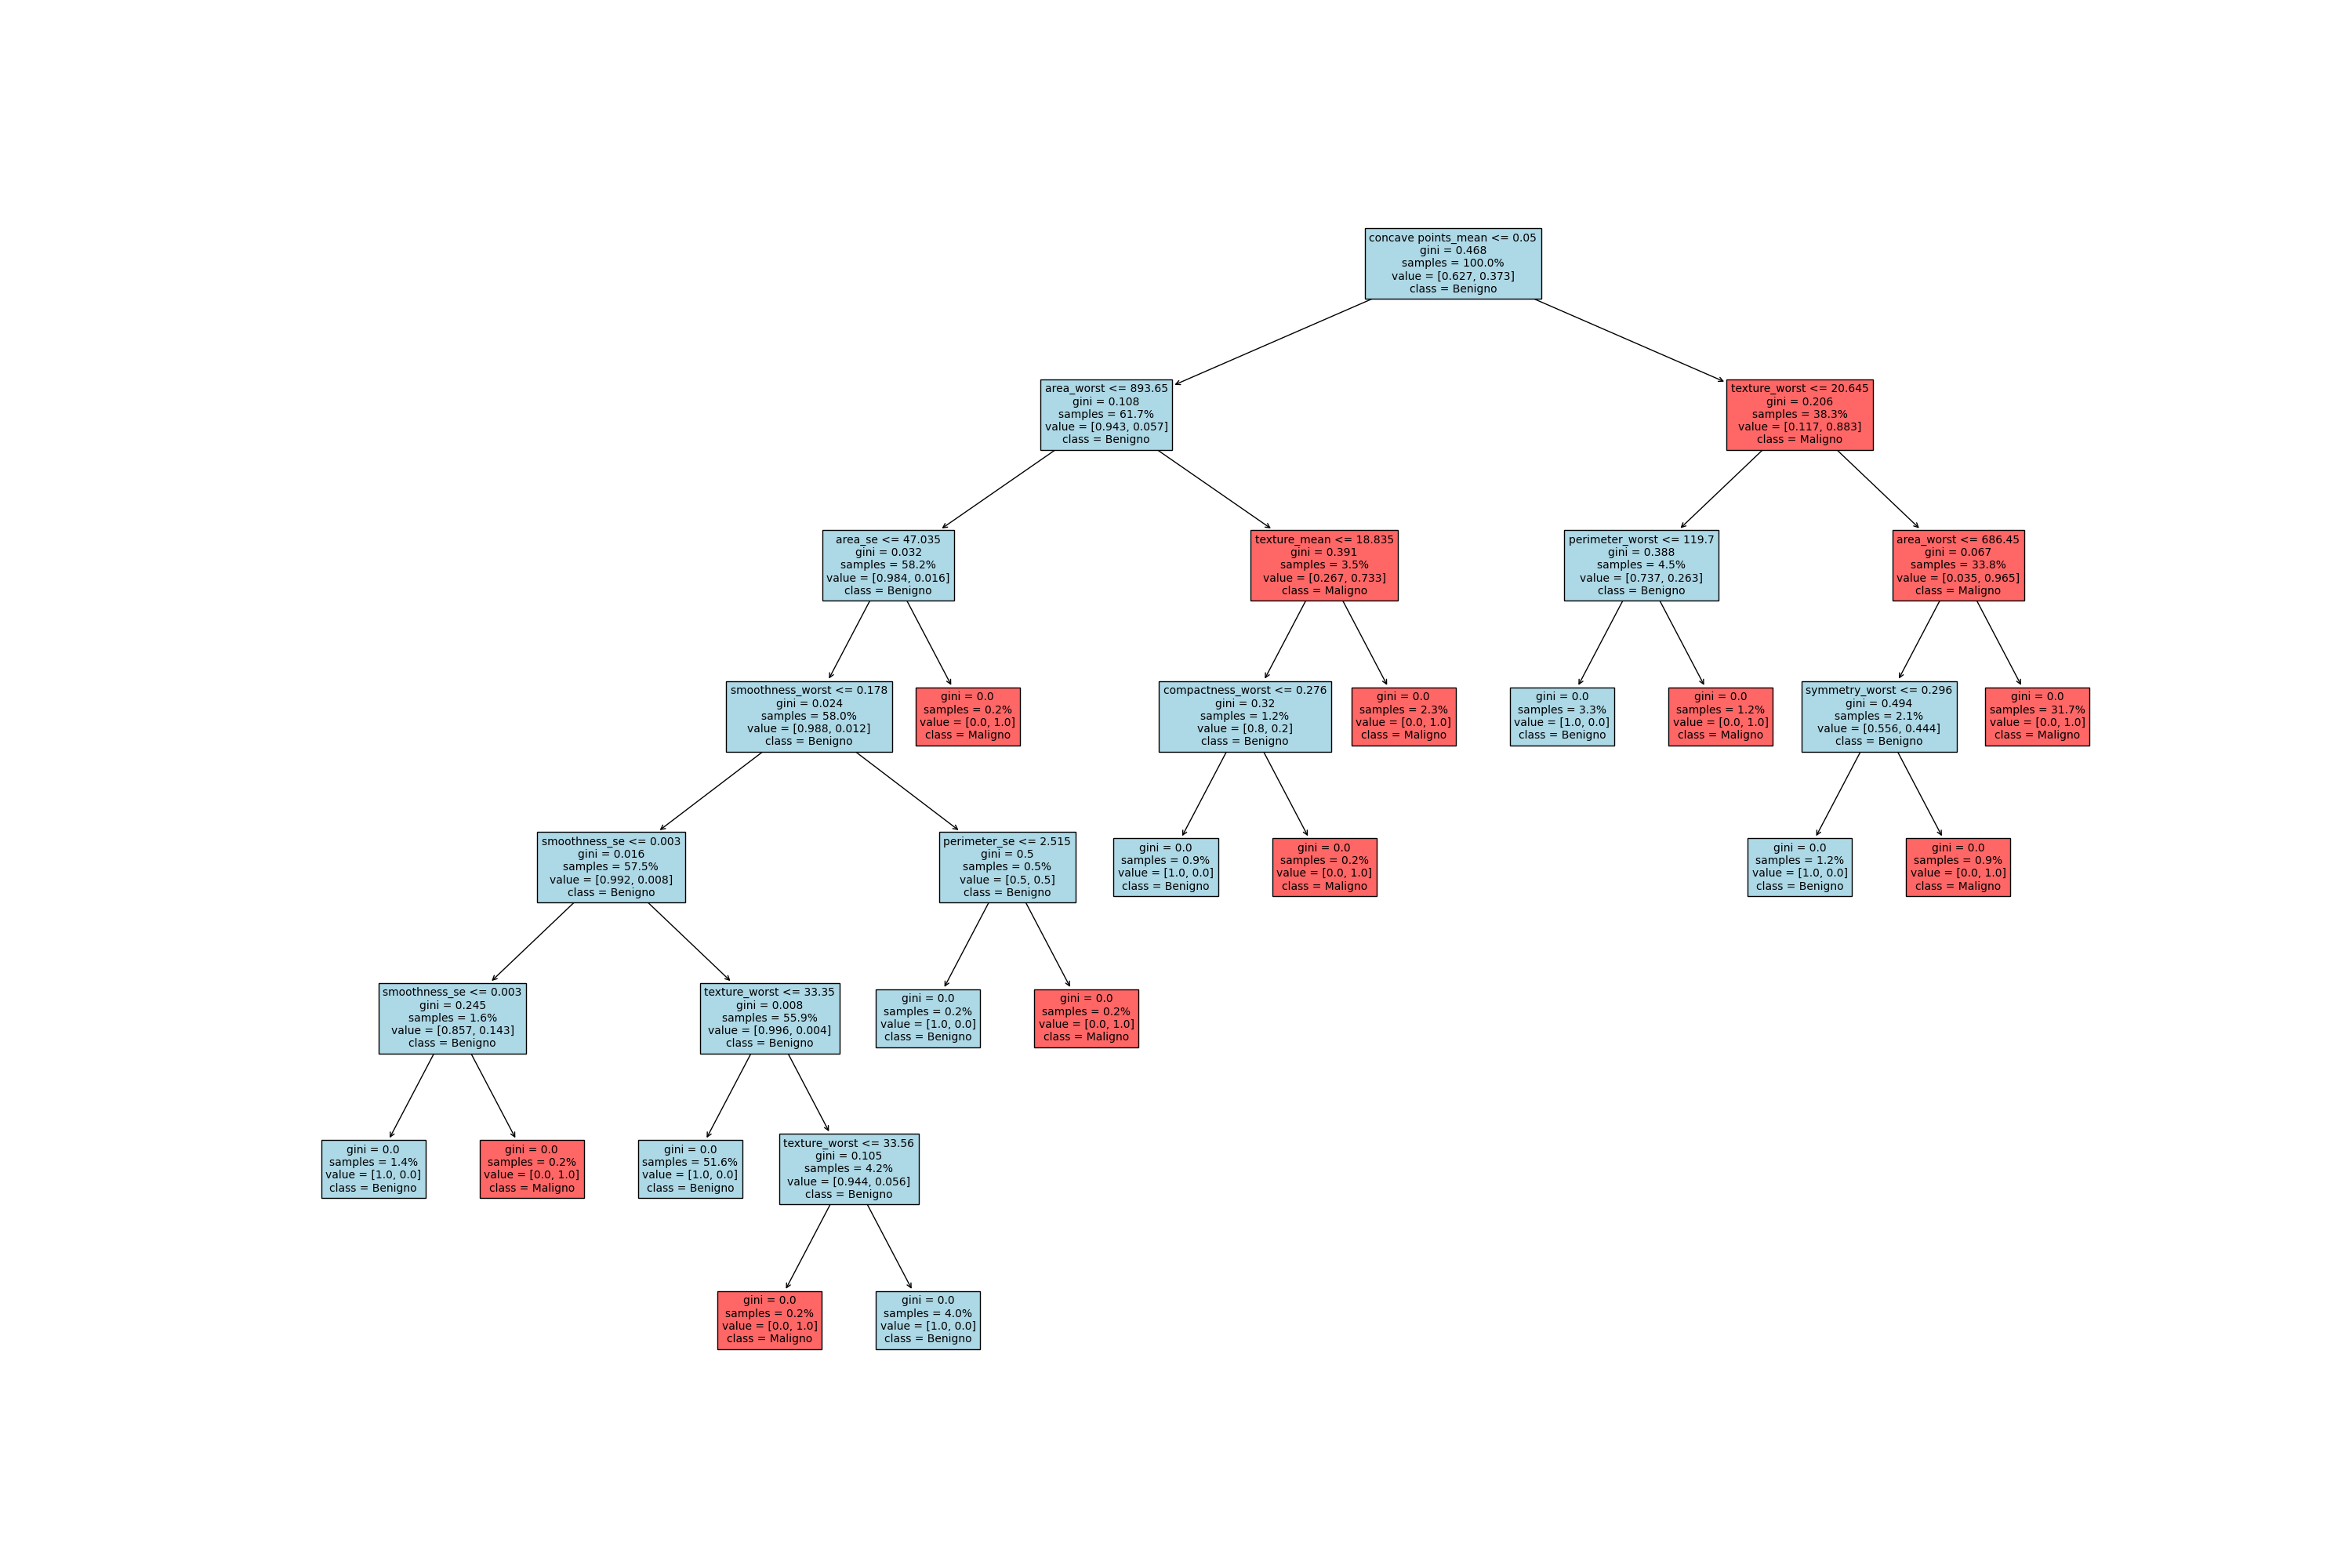 concave points_mean <= 0.05
gini = 0.468
samples = 100.0%
value = [0.627, 0.373]
class = Benigno
area_worst <= 893.65
gini = 0.108
samples = 61.7%
value = [0.943, 0.057]
class = Benigno
texture_worst <= 20.645
gini = 0.206
samples = 38.3%
value = [0.117, 0.883]
class = Maligno
area_se <= 47.035
gini = 0.032
samples = 58.2%
value = [0.984, 0.016]
class = Benigno
texture_mean <= 18.835
gini = 0.391
samples = 3.5%
value = [0.267, 0.733]
class = Maligno
perimeter_worst <= 119.7
gini = 0.388
samples = 4.5%
value = [0.737, 0.263]
class = Benigno
area_worst <= 686.45
gini = 0.067
samples = 33.8%
value = [0.035, 0.965]
class = Maligno
smoothness_worst <= 0.178
gini = 0.024
samples = 58.0%
value = [0.988, 0.012]
class = Benigno
gini = 0.0
samples = 0.2%
value = [0.0, 1.0]
class = Maligno
compactness_worst <= 0.276
gini = 0.32
samples = 1.2%
value = [0.8, 0.2]
class = Benigno
gini = 0.0
samples = 2.3%
value = [0.0, 1.0]
class = Maligno
gini = 0.0
samples = 3.3%
value = [1.0, 0.0]
class = Benigno
gini = 0.0
samples = 1.2%
value = [0.0, 1.0]
class = Maligno
symmetry_worst <= 0.296
gini = 0.494
samples = 2.1%
value = [0.556, 0.444]
class = Benigno
gini = 0.0
samples = 31.7%
value = [0.0, 1.0]
class = Maligno
smoothness_se <= 0.003
gini = 0.016
samples = 57.5%
value = [0.992, 0.008]
class = Benigno
perimeter_se <= 2.515
gini = 0.5
samples = 0.5%
value = [0.5, 0.5]
class = Benigno
gini = 0.0
samples = 0.9%
value = [1.0, 0.0]
class = Benigno
gini = 0.0
samples = 0.2%
value = [0.0, 1.0]
class = Maligno
gini = 0.0
samples = 1.2%
value = [1.0, 0.0]
class = Benigno
gini = 0.0
samples = 0.9%
value = [0.0, 1.0]
class = Maligno
smoothness_se <= 0.003
gini = 0.245
samples = 1.6%
value = [0.857, 0.143]
class = Benigno
texture_worst <= 33.35
gini = 0.008
samples = 55.9%
value = [0.996, 0.004]
class = Benigno
gini = 0.0
samples = 0.2%
value = [1.0, 0.0]
class = Benigno
gini = 0.0
samples = 0.2%
value = [0.0, 1.0]
class = Maligno
gini = 0.0
samples = 1.4%
value = [1.0, 0.0]
class = Benigno
gini = 0.0
samples = 0.2%
value = [0.0, 1.0]
class = Maligno
gini = 0.0
samples = 51.6%
value = [1.0, 0.0]
class = Benigno
texture_worst <= 33.56
gini = 0.105
samples = 4.2%
value = [0.944, 0.056]
class = Benigno
gini = 0.0
samples = 0.2%
value = [0.0, 1.0]
class = Maligno
gini = 0.0
samples = 4.0%
value = [1.0, 0.0]
class = Benigno